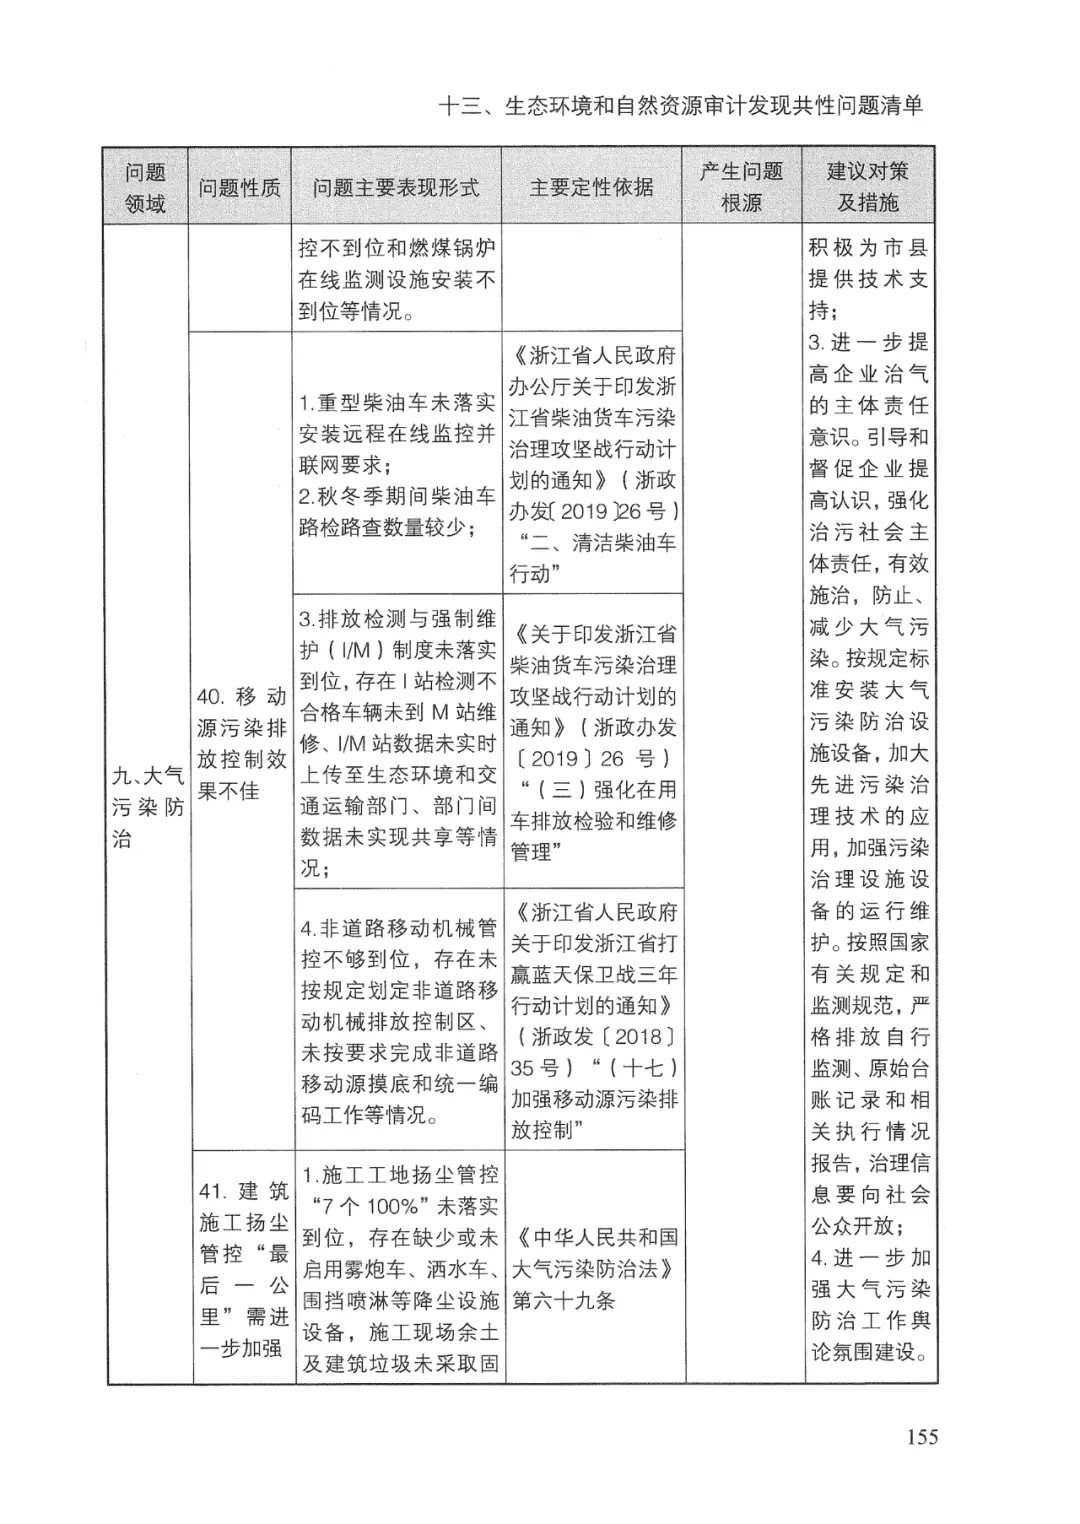 十三、生态环境和自然资源审计发现共性问题清单
问题
领域
问题性质
问题主要表现形式
主要定性依据
产生问题
根源
建议对策
及措施
九、大气
污染防
治
控不到位和燃煤锅炉
在线监测设施安装不
到位等情况。
40. 移动
源污染排
放控制效
果不佳
1.重型柴油车未落实
安装远程在线监控并
联网要求；
2.秋冬季期间柴油车
路检路查数量较少；
《浙江省人民政府
办公厅关于印发浙
江省柴油货车污染
治理攻坚战行动计
划的通知》（浙政
办发〔2019〕26号）
“二、清洁柴油车
行动”
3.排放检测与强制维
护（I/M）制度未落实
到位，存在I站检测不
合格车辆未到M站维
修、I/M站数据未实时
上传至生态环境和交
通运输部门、部门间
数据未实现共享等情
况；
《关于印发浙江省
柴油货车污染治理
攻坚战行动计划的
通知》（浙政办发
〔2019〕26号）
“（三）强化在用
车排放检验和维修
管理”
4.非道路移动机械管
控不够到位，存在未
按规定划定非道路移
动机械排放控制区、
未按要求完成非道路
移动源摸底和统一编
码工作等情况。
《浙江省人民政府
关于印发浙江省打
赢蓝天保卫战三年
行动计划的通知》
（浙政发〔2018〕
35号）“（十七）
加强移动源污染排
放控制”
41. 建筑
施工扬尘
管控“最
后一公
里”需进
一步加强
1.施工工地扬尘管控
“7个100%”未落实
到位，存在缺少或未
启用雾炮车、洒水车、
围挡喷淋等降尘设施
设备，施工现场余土
及建筑垃圾未采取固
《中华人民共和国
大气污染防治法》
第六十九条
积极为市县
提供技术支
持；
3.进一步提
高企业治气
的主体责任
意识。引导和
督促企业提
高认识，强化
治污社会主
体责任，有效
施治，防止、
减少大气污
染。按规定标
准安装大气
污染防治设
施设备，加大
先进污染治
理技术的应
用，加强污染
治理设施设
备的运行维
护。按照国家
有关规定和
监测规范，严
格排放自行
监测、原始台
账记录和相
关执行情况
报告，治理信
息要向社会
公众开放；
4.进一步加
强大气污染
防治工作舆
论氛围建设。
155